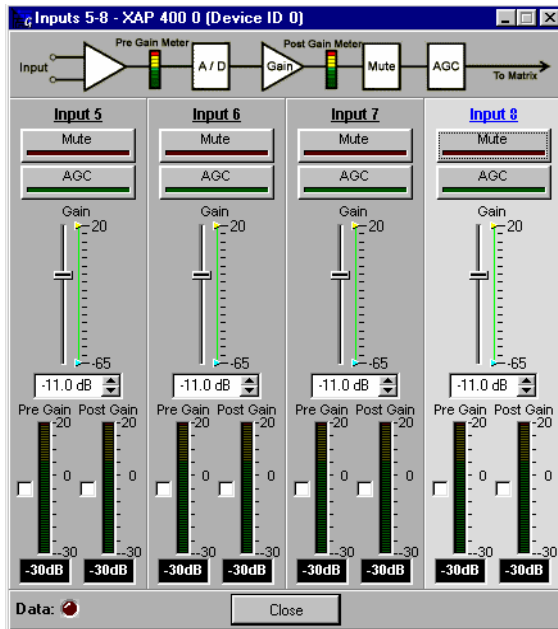 Inputs 5-8 - XAP 400 0 (Device ID 0)
Pre Gain Meter Post Gain Meter
Input A / D Gain Mute AGC To Matrix
Input 5 Input 6 Input 7 Input 8
Mute Mute Mute Mute
AGC AGC AGC AGC
Gain Gain Gain Gain
20 20 20 20
-65 -65 -65 -65
-11.0 dB -11.0 dB -11.0 dB -11.0 dB
Pre Gain Post Gain Pre Gain Post Gain Pre Gain Post Gain Pre Gain Post Gain
-20 -20 -20 -20 -20 -20 -20 -20
0 0 0 0 0 0 0 0
--30 --30 --30 --30 --30 --30 --30 --30
-30dB -30dB -30dB -30dB -30dB -30dB -30dB -30dB
Data: Close